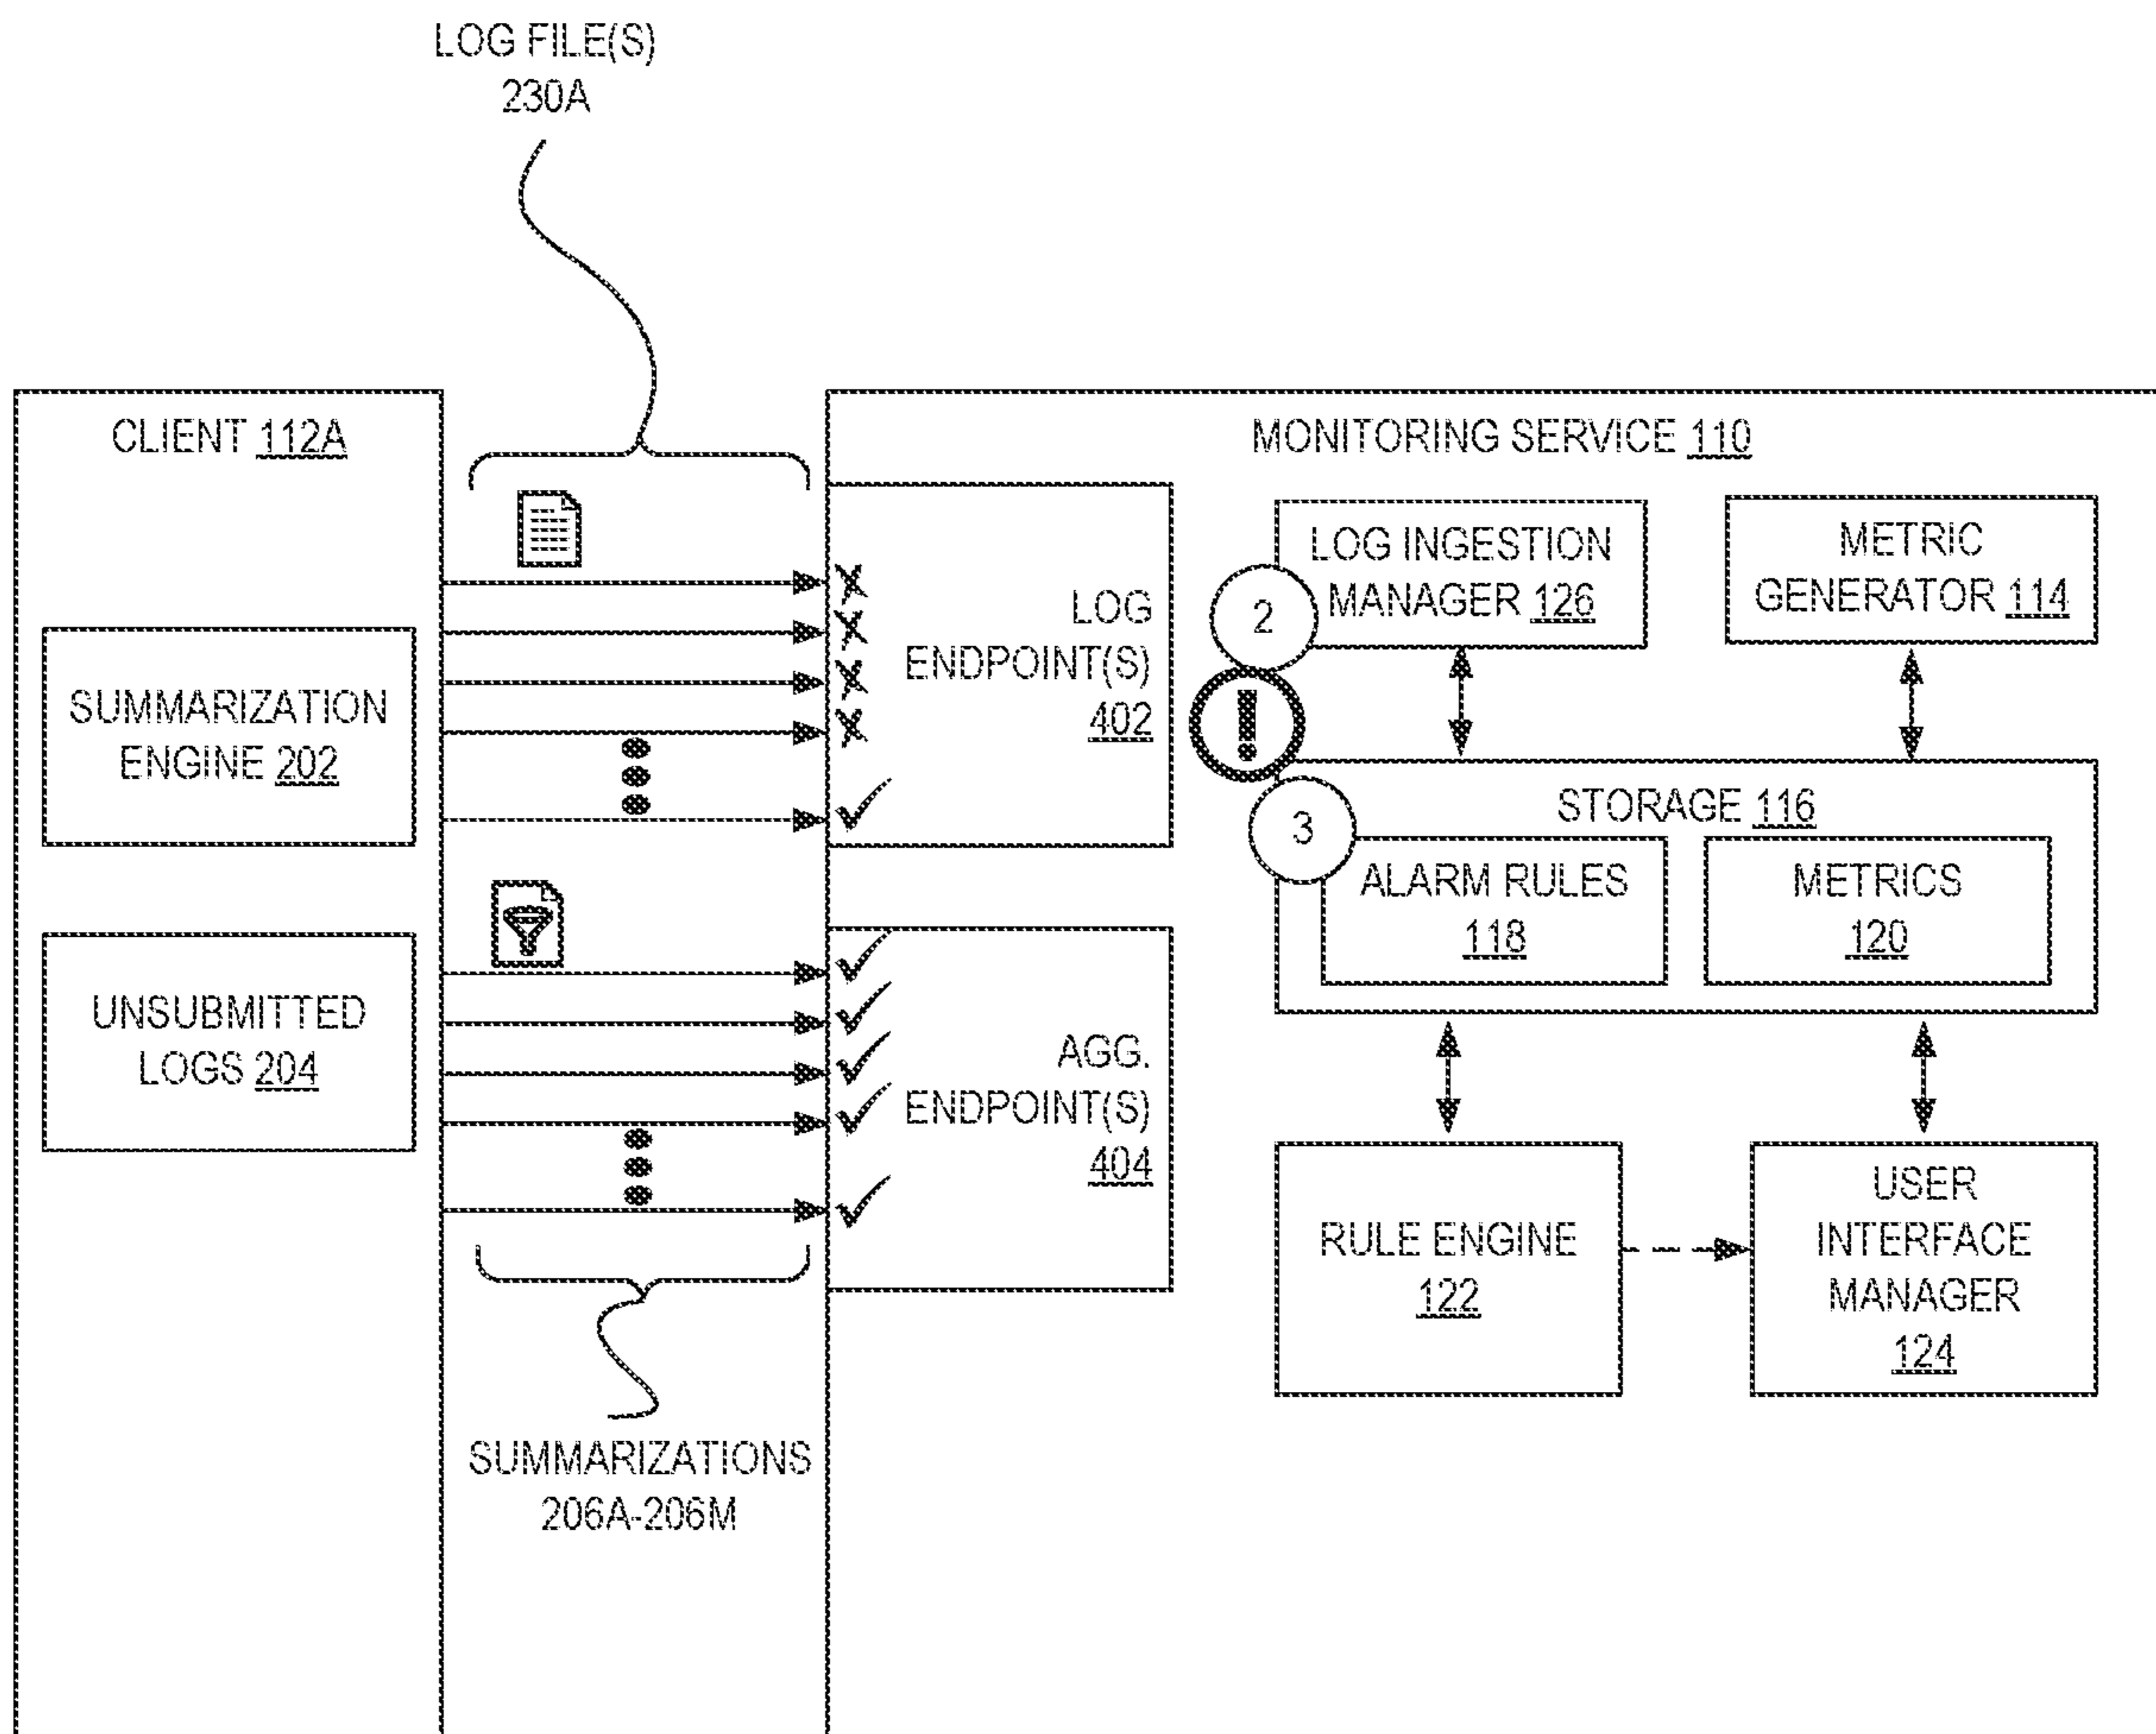 LOG FILE(S)
230A
CLIENT 112A
SUMMARIZATION
ENGINE 202
UNSUBMITTED
LOGS 204
SUMMARIZATIONS
206A-206M
MONITORING SERVICE 110
LOG
ENDPOINT(S)
402
AGG.
ENDPOINT(S)
404
LOG INGESTION
MANAGER 126
METRIC
GENERATOR 114
2
!
3
STORAGE 116
ALARM RULES
118
METRICS
120
RULE ENGINE
122
USER
INTERFACE
MANAGER
124